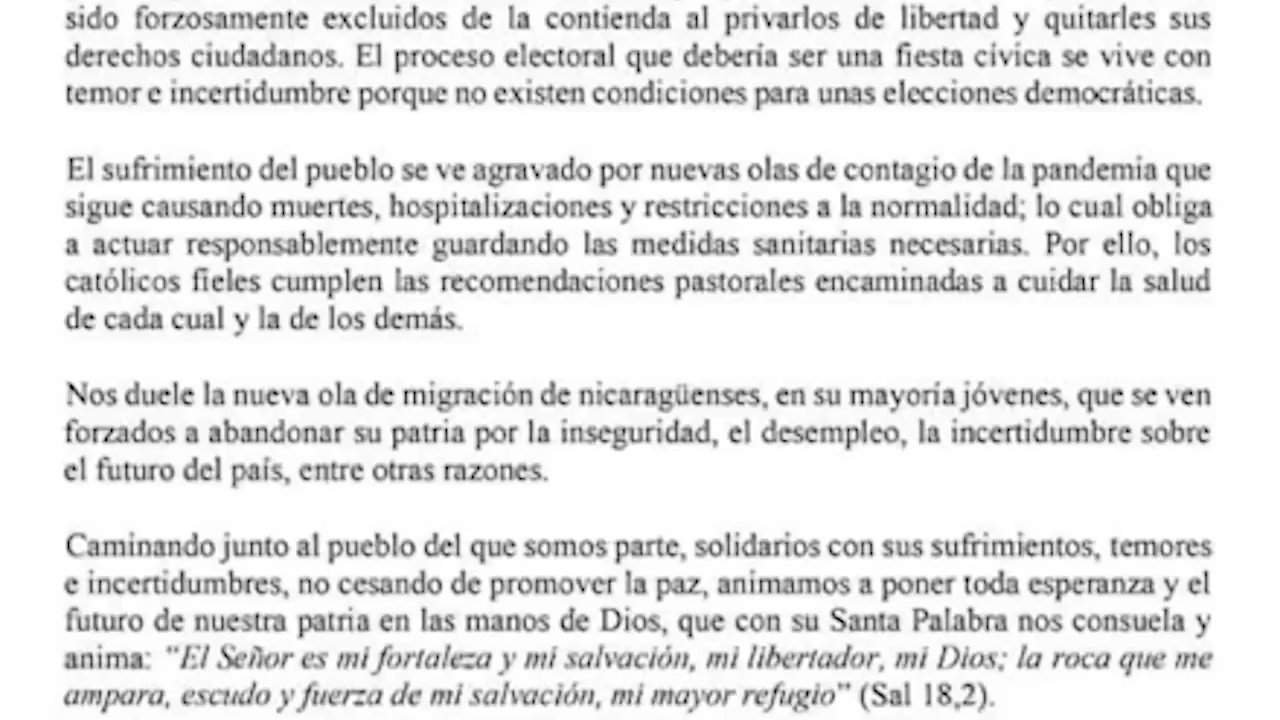 sido forzosamente excluidos de la contienda al privarlos de libertad y quitarles sus
derechos ciudadanos. El proceso electoral que debería ser una fiesta cívica se vive con
temor e incertidumbre porque no existen condiciones para unas elecciones democráticas.
El sufrimiento del pueblo se ve agravado por nuevas olas de contagio de la pandemia que
sigue causando muertes, hospitalizaciones y restricciones a la normalidad; lo cual obliga
a actuar responsablemente guardando las medidas sanitarias necesarias. Por ello, los
católicos fieles cumplen las recomendaciones pastorales encaminadas a cuidar la salud
de cada cual y la de los demás.
Nos duele la nueva ola de migración de nicaragüenses, en su mayoría jóvenes, que se ven
forzados a abandonar su patria por la inseguridad, el desempleo, la incertidumbre sobre
el futuro del país, entre otras razones.
Caminando junto al pueblo del que somos parte, solidarios con sus sufrimientos, temores
e incertidumbres, no cesando de promover la paz, animamos a poner toda esperanza y el
futuro de nuestra patria en las manos de Dios, que con su Santa Palabra nos consuela y
anima: “El Señor es mi fortaleza y mi salvación, mi libertador, mi Dios; la roca que me
ampara, escudo y fuerza de mi salvación, mi mayor refugio” (Sal 18,2).